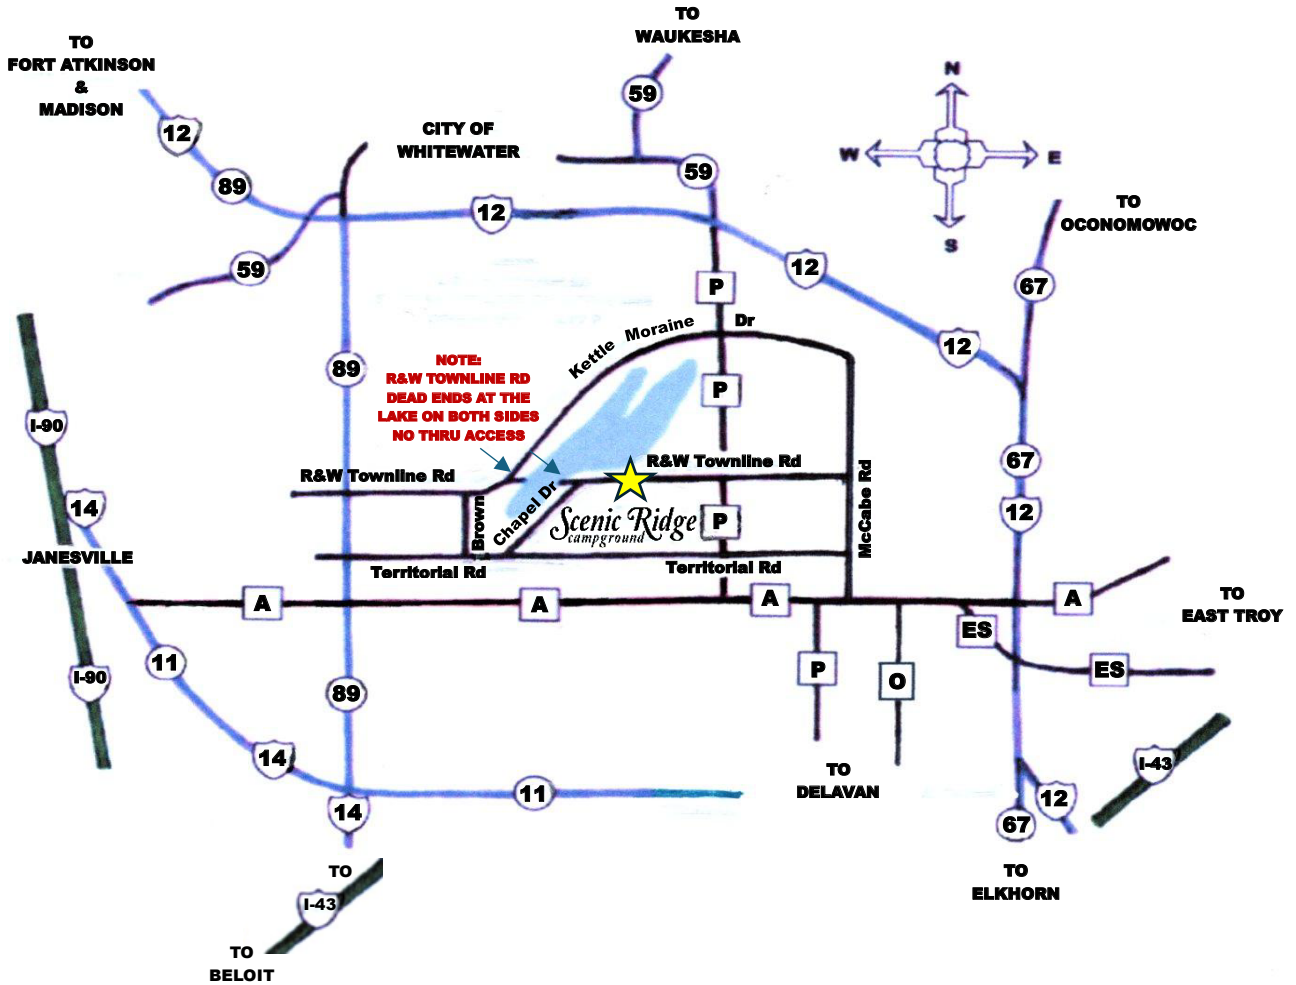 TO
WAUKESHA
TO
FORT ATKINSON
&
MADISON
59
N
W
E
S
12
CITY OF
WHITEWATER
89
59
12
TO
OCONOMOWOC
59
12
67
P
Kettle Moraine Dr
12
89
NOTE:
R&W TOWNLINE RD
DEAD ENDS AT THE
LAKE ON BOTH SIDES
NO THRU ACCESS
P
I-90
R&W Townline Rd
R&W Townline Rd
67
14
12
Brown
Chapel Dr
Scenic Ridge
campground
P
McCabe Rd
JANESVILLE
Territorial Rd
Territorial Rd
A
A
A
A
TO
EAST TROY
ES
11
P
O
ES
I-90
89
14
I-43
TO
DELAVAN
11
14
12
67
TO
I-43
TO
ELKHORN
TO
BELOIT